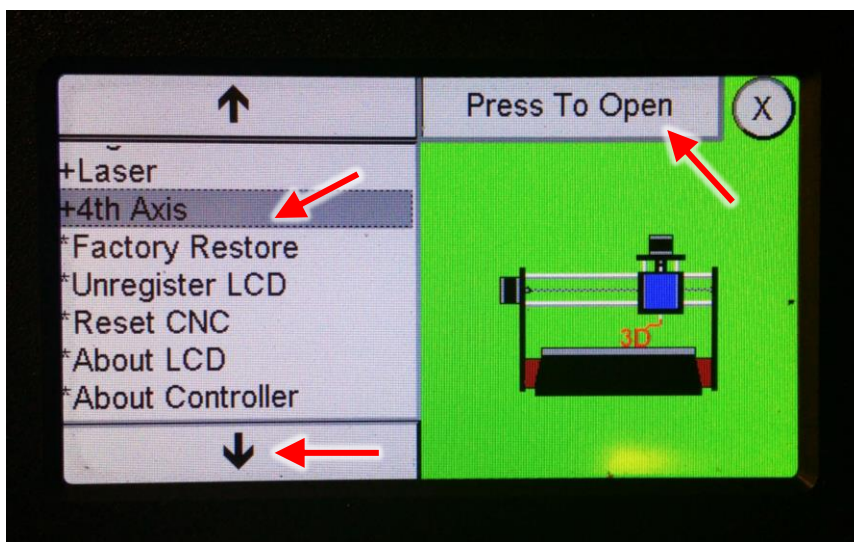 Press To Open
X
+Laser
+4th Axis
*Factory Restore
*Unregister LCD
*Reset CNC
*About LCD
*About Controller
3D